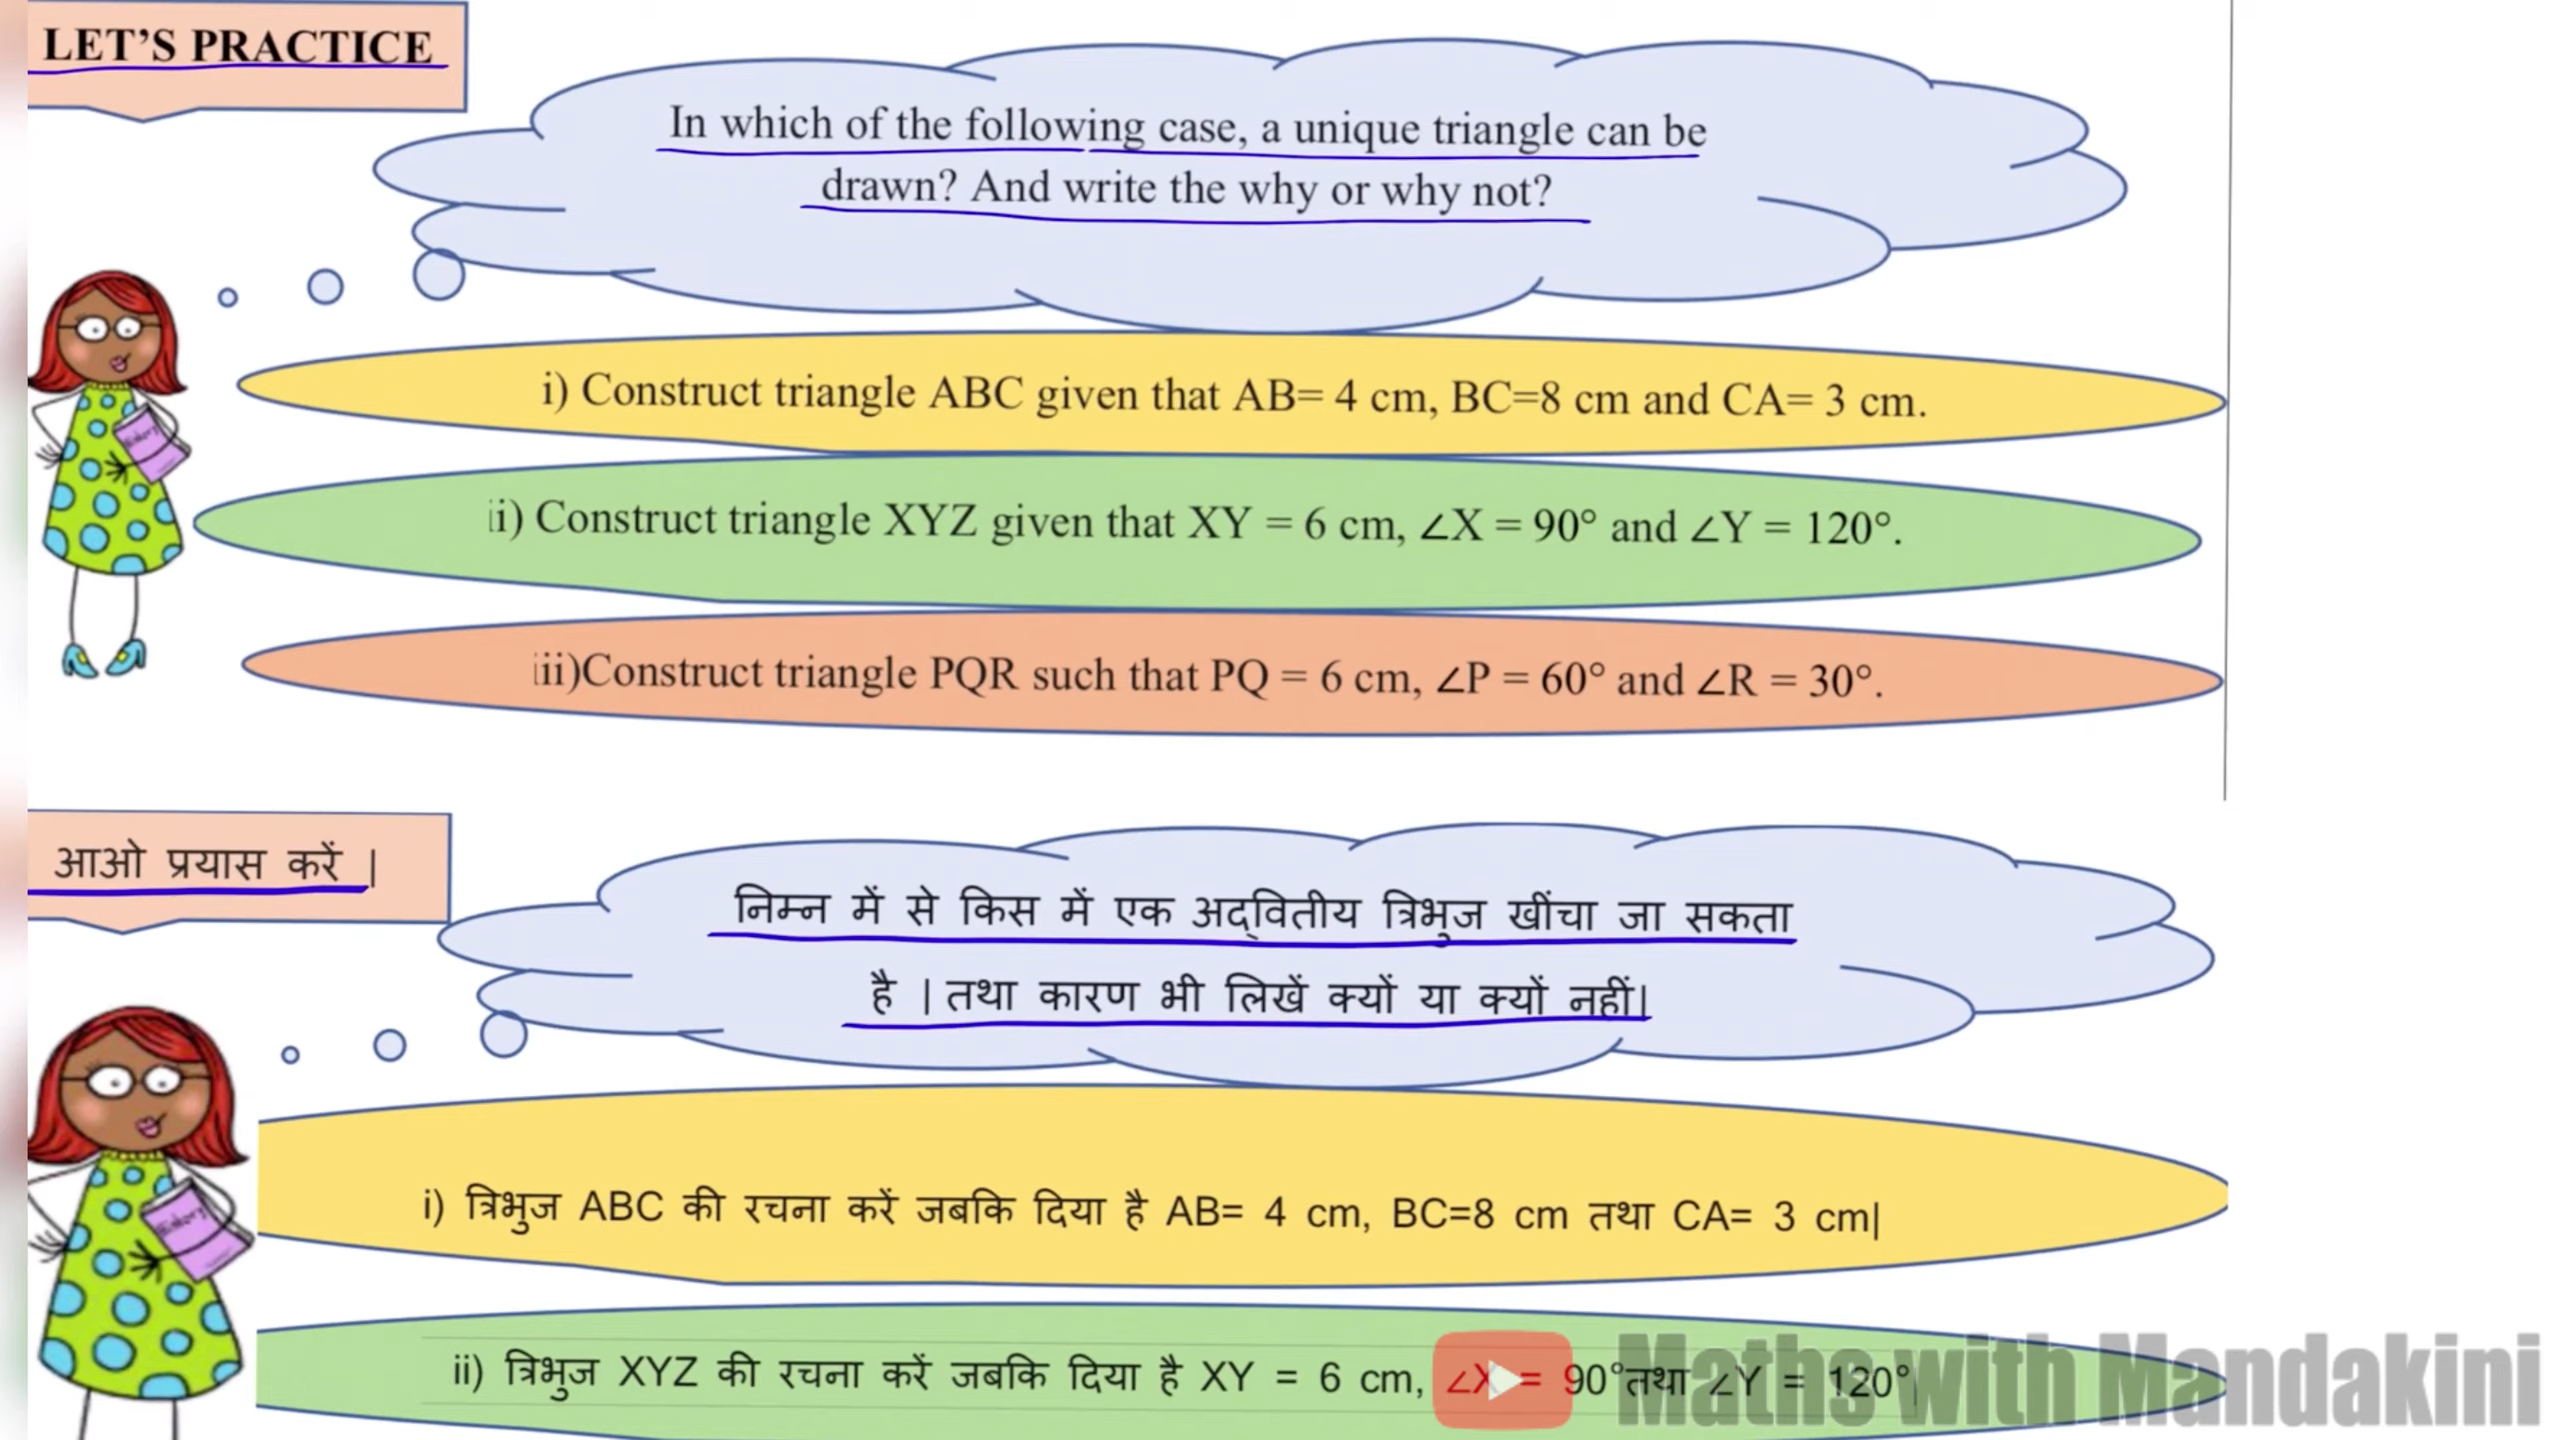 LET’S PRACTICE
In which of the following case, a unique triangle can be
drawn? And write the why or why not?
i) Construct triangle ABC given that AB= 4 cm, BC=8 cm and CA= 3 cm.
ii) Construct triangle XYZ given that XY = 6 cm, ∠X = 90° and ∠Y = 120°.
iii)Construct triangle PQR such that PQ = 6 cm, ∠P = 60° and ∠R = 30°.
आओ प्रयास करें |
निम्न में से किस में एक अद्वितीय त्रिभुज खींचा जा सकता
है | तथा कारण भी लिखें क्यों या क्यों नहीं|
i) त्रिभुज ABC की रचना करें जबकि दिया है AB= 4 cm, BC=8 cm तथा CA= 3 cm|
ii) त्रिभुज XYZ की रचना करें जबकि दिया है XY = 6 cm, ∠X = 90°तथा ∠Y = 120°|
Maths with Mandakini
History
History